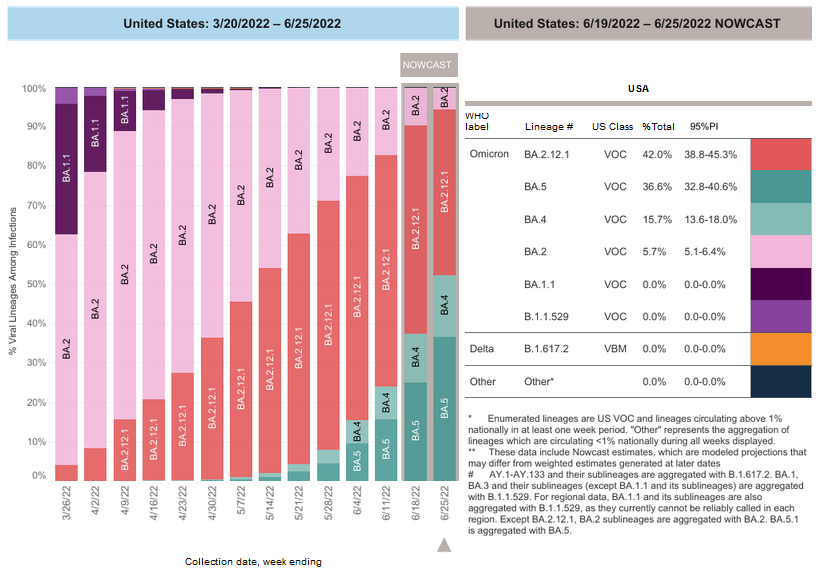 United States: 3/20/2022 – 6/25/2022
United States: 6/19/2022 – 6/25/2022 NOWCAST
NOWCAST
% Viral Lineages Among Infections
100%
90%
80%
70%
60%
50%
40%
30%
20%
10%
0%
BA.1.1
BA.2
BA.1.1
BA.2
BA.1.1
BA.2
BA.2.12.1
BA.2
BA.2.12.1
BA.2
BA.2.12.1
BA.2
BA.2.12.1
BA.2
BA.2.12.1
BA.2
BA.2.12.1
BA.2
BA.2.12.1
BA.2
BA.2.12.1
BA.2
BA.2.12.1
BA.4
BA.5
BA.2
BA.2.12.1
BA.4
BA.5
BA.2
BA.2.12.1
BA.4
BA.5
BA.2
BA.2.12.1
BA.4
BA.5
3/26/22
4/2/22
4/9/22
4/16/22
4/23/22
4/30/22
5/7/22
5/14/22
5/21/22
5/28/22
6/4/22
6/11/22
6/18/22
6/25/22
Collection date, week ending
USA
WHO
label Lineage # US Class %Total 95%PI
Omicron BA.2.12.1 VOC 42.0% 38.8-45.3%
BA.5 VOC 36.6% 32.8-40.6%
BA.4 VOC 15.7% 13.6-18.0%
BA.2 VOC 5.7% 5.1-6.4%
BA.1.1 VOC 0.0% 0.0-0.0%
B.1.1.529 VOC 0.0% 0.0-0.0%
Delta B.1.617.2 VBM 0.0% 0.0-0.0%
Other Other* 0.0% 0.0-0.0%
* Enumerated lineages are US VOC and lineages circulating above 1%
nationally in at least one week period. "Other" represents the aggregation of
lineages which are circulating <1% nationally during all weeks displayed.
** These data include Nowcast estimates, which are modeled projections that
may differ from weighted estimates generated at later dates
# AY.1-AY.133 and their sublineages are aggregated with B.1.617.2. BA.1,
BA.3 and their sublineages (except BA.1.1 and its sublineages) are aggregated
with B.1.1.529. For regional data, BA.1.1 and its sublineages are also
aggregated with B.1.1.529, as they currently cannot be reliably called in each
region. Except BA.2.12.1, BA.2 sublineages are aggregated with BA.2. BA.5.1
is aggregated with BA.5.